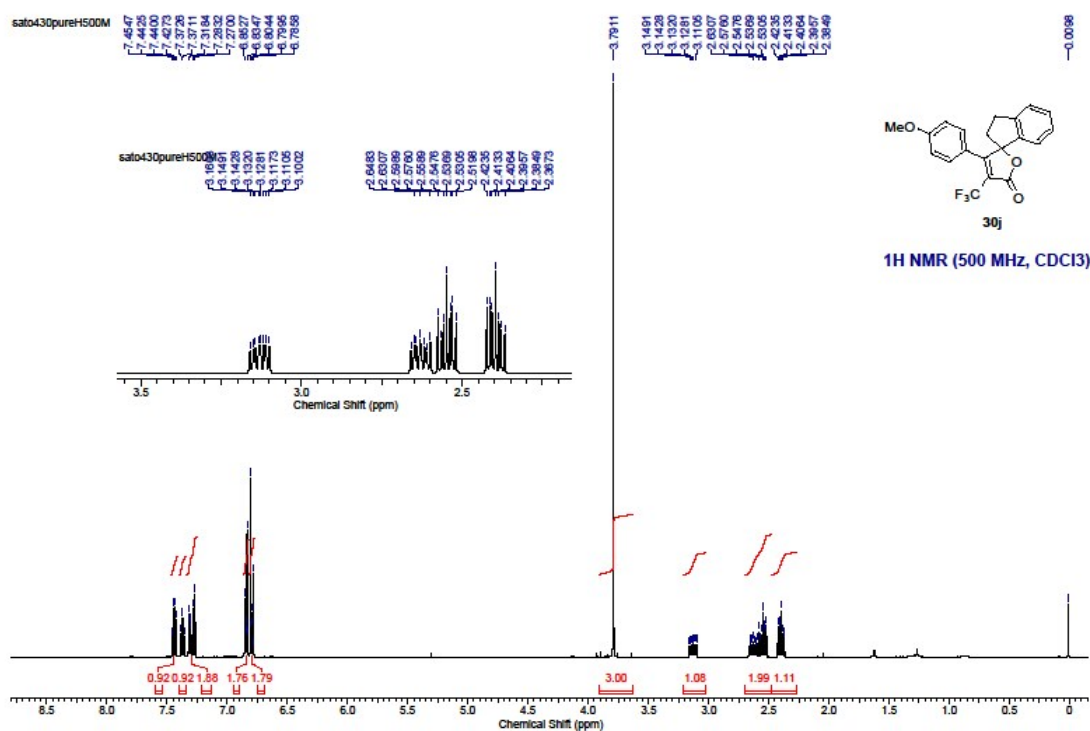 sato430pureH500M
7.4547 7.4425 7.4400 7.4273 7.3726 7.3711 7.3184 7.2832 7.2700 6.8527 6.8347 6.8044 6.7995 6.7858
3.7911
3.1491 3.1428 3.1320 3.1281 3.1105 2.6307 2.5760 2.5476 2.5369 2.5305 2.4235 2.4133 2.4064 2.3957 2.3849
-0.0098
sato430pureH500M
3.1491 3.1428 3.1320 3.1281 3.1173 3.1105 3.1002
2.6483 2.6307 2.5989 2.5760 2.5589 2.5476 2.5369 2.5305 2.5198 2.4235 2.4133 2.4064 2.3957 2.3849 2.3673
MeO
O
F3C
O
30j
1H NMR (500 MHz, CDCl3)
3.5 3.0 2.5
Chemical Shift (ppm)
0.92 0.92 1.88 1.76 1.79 3.00 1.08 1.99 1.11
8.5 8.0 7.5 7.0 6.5 6.0 5.5 5.0 4.5 4.0 3.5 3.0 2.5 2.0 1.5 1.0 0.5 0
Chemical Shift (ppm)